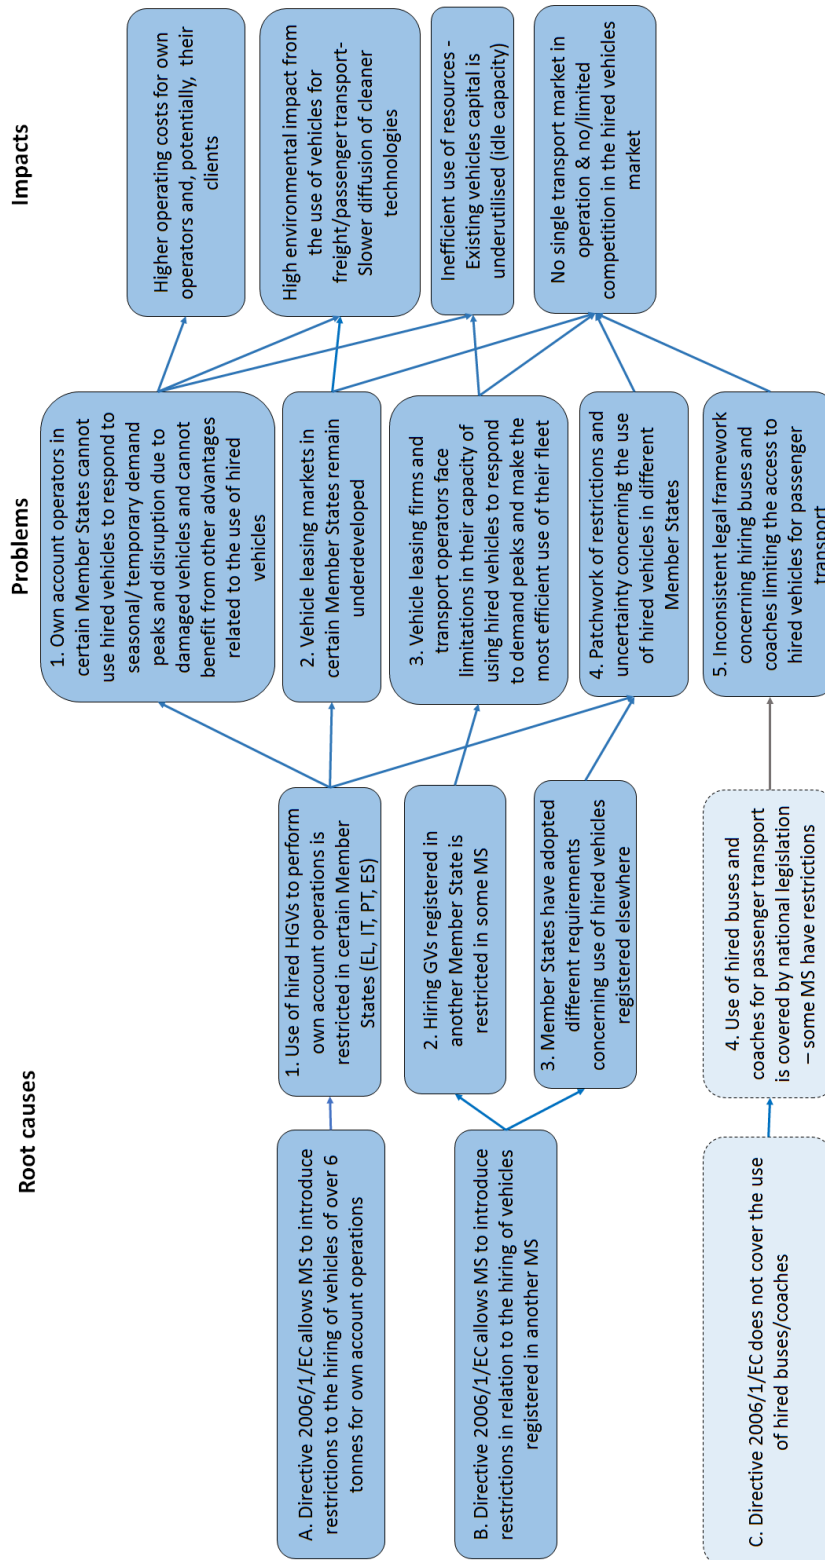 Root causes
Problems
Impacts
A. Directive 2006/1/EC allows MS to introduce
restrictions to the hiring of vehicles of over 6
tonnes for own account operations
B. Directive 2006/1/EC allows MS to introduce
restrictions in relation to the hiring of vehicles
registered in another MS
C. Directive 2006/1/EC does not cover the use
of hired buses/coaches
1. Use of hired HGVs to perform
own account operations is
restricted in certain Member
States (EL, IT, PT, ES)
2. Hiring GVs registered in
another Member State is
restricted in some MS
3. Member States have adopted
different requirements
concerning use of hired vehicles
registered elsewhere
4. Use of hired buses and
coaches for passenger transport
is covered by national legislation
– some MS have restrictions
1. Own account operators in
certain Member States cannot
use hired vehicles to respond to
seasonal/ temporary demand
peaks and disruption due to
damaged vehicles and cannot
benefit from other advantages
related to the use of hired
vehicles
2. Vehicle leasing markets in
certain Member States remain
underdeveloped
3. Vehicle leasing firms and
transport operators face
limitations in their capacity of
using hired vehicles to respond
to demand peaks and make the
most efficient use of their fleet
4. Patchwork of restrictions and
uncertainty concerning the use
of hired vehicles in different
Member States
5. Inconsistent legal framework
concerning hiring buses and
coaches limiting the access to
hired vehicles for passenger
transport
Higher operating costs for own
operators and, potentially, their
clients
High environmental impact from
the use of vehicles for
freight/passenger transport-
Slower diffusion of cleaner
technologies
Inefficient use of resources -
Existing vehicles capital is
underutilised (idle capacity)
No single transport market in
operation & no/limited
competition in the hired vehicles
market